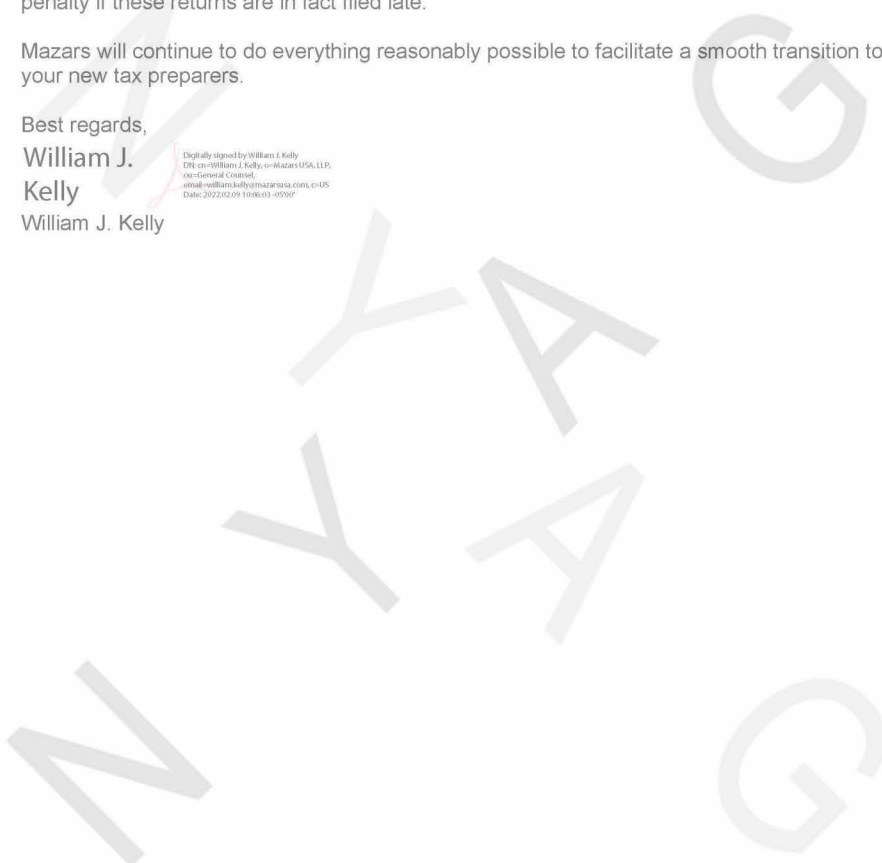 penalty if these returns are in fact filed late.
Mazars will continue to do everything reasonably possible to facilitate a smooth transition to
your new tax preparers.
Best regards,
William J.
Kelly
Digitally signed by William J. Kelly
DN: cn=William J. Kelly, o=Mazars USA, LLP,
ou=General Counsel,
email=william.kelly@mazarsusa.com, c=US
Date: 2022.02.09 10:06:03 -05'00'
William J. Kelly
N Y A G
N Y A G